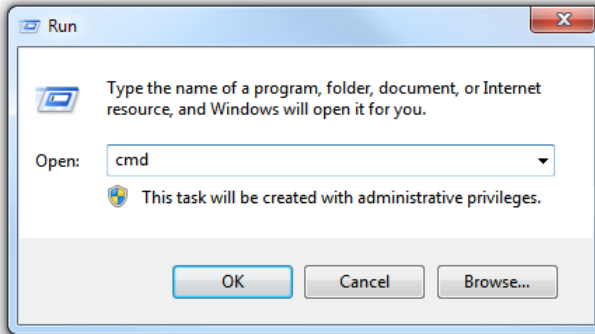 Run
Type the name of a program, folder, document, or Internet
resource, and Windows will open it for you.
Open: cmd
This task will be created with administrative privileges.
OK Cancel Browse...